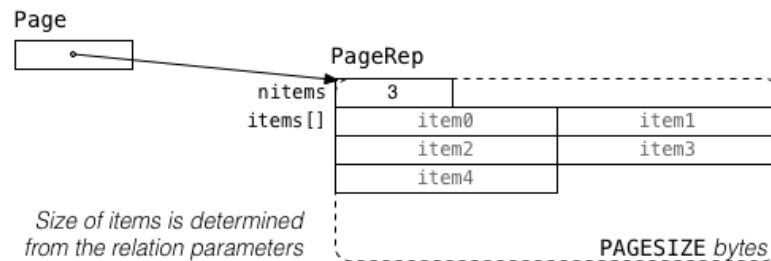 Page
PageRep
nitems 3
items[] item0 item1
item2 item3
item4
Size of items is determined
from the relation parameters
PAGESIZE bytes